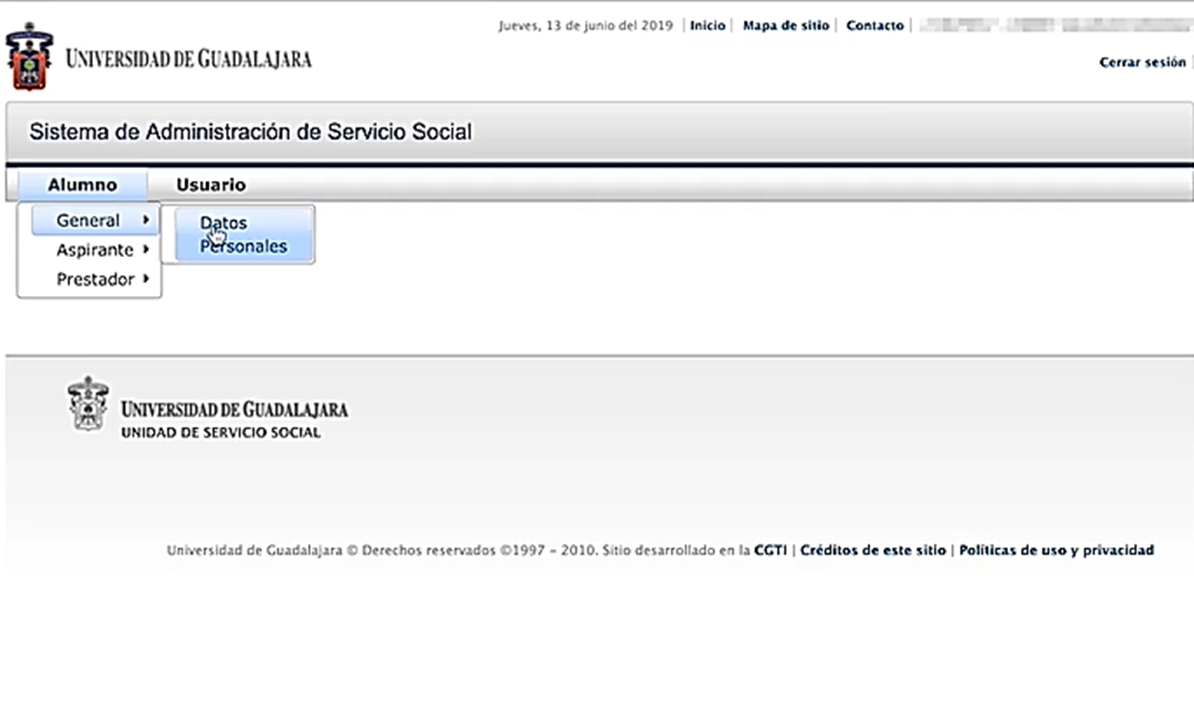 Jueves, 13 de junio del 2019 | Inicio | Mapa de sitio | Contacto |
UNIVERSIDAD DE GUADALAJARA
Cerrar sesión
Sistema de Administración de Servicio Social
Alumno Usuario
General
Aspirante
Prestador
Datos
Personales
UNIVERSIDAD DE GUADALAJARA
UNIDAD DE SERVICIO SOCIAL
Universidad de Guadalajara © Derechos reservados ©1997 - 2010. Sitio desarrollado en la CGTI | Créditos de este sitio | Políticas de uso y privacidad